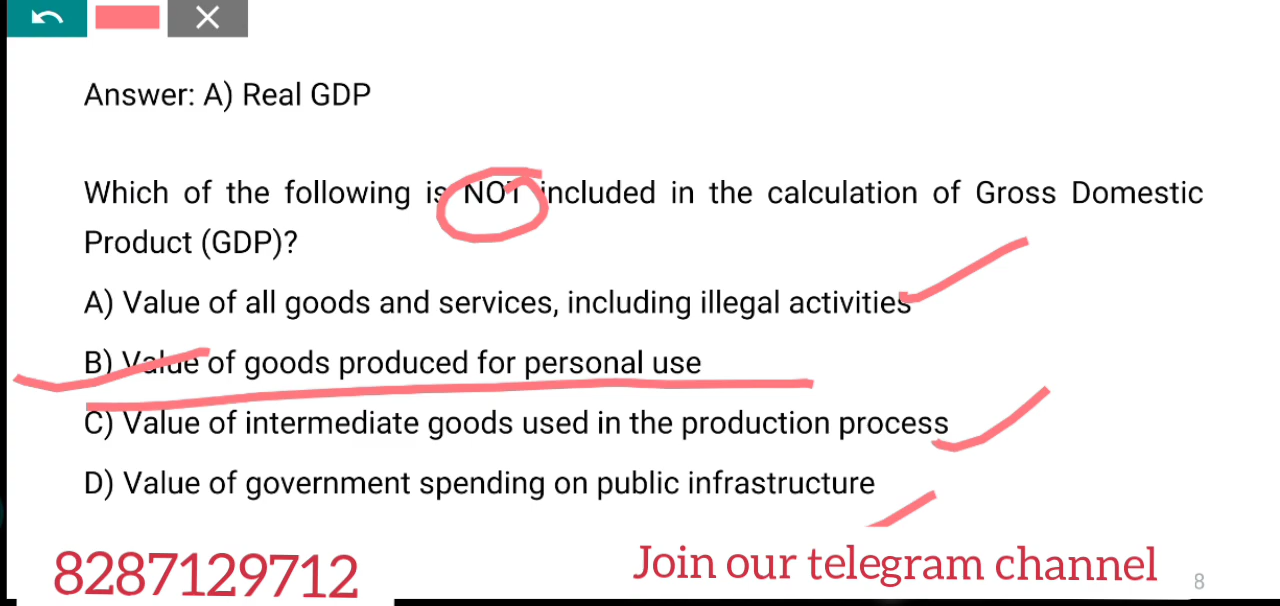 Answer: A) Real GDP
Which of the following is NOT included in the calculation of Gross Domestic
Product (GDP)?
A) Value of all goods and services, including illegal activities
B) Value of goods produced for personal use
C) Value of intermediate goods used in the production process
D) Value of government spending on public infrastructure
8287129712
Join our telegram channel
8